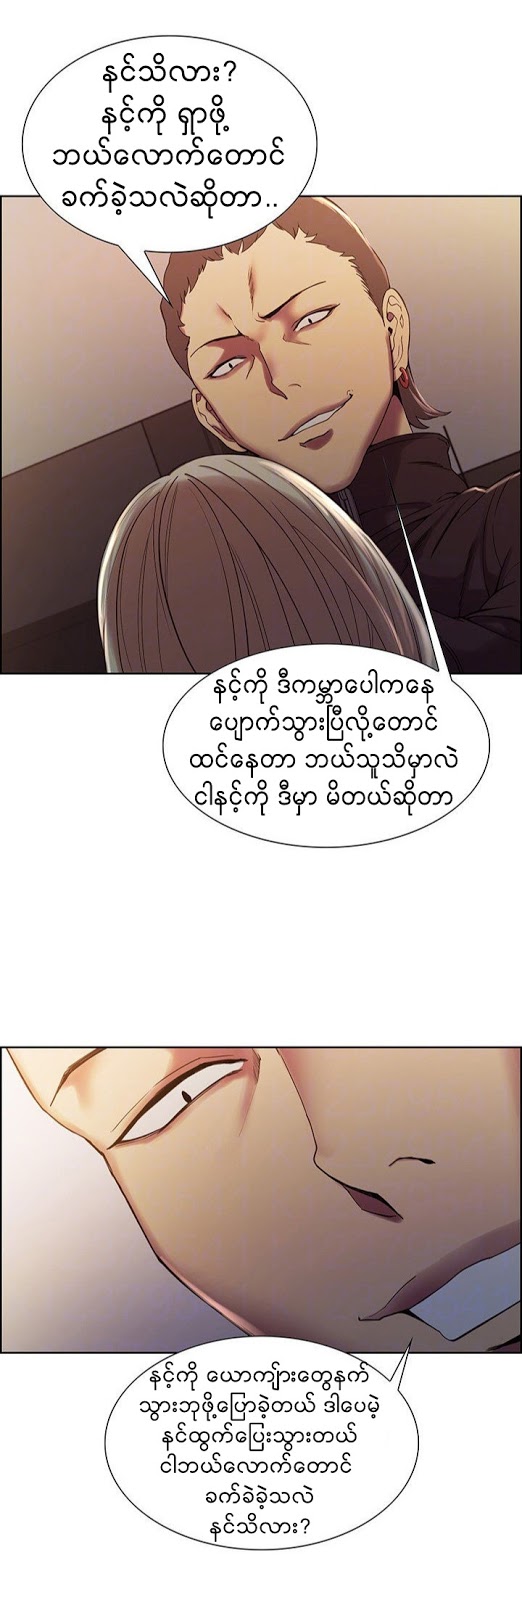 နင်သိလား?
နင့်ကို ရှာဖို့
ဘယ်လောက်တောင်
ခက်ခဲ့သလဲဆိုတာ..
နင့်ကို ဒီကမ္ဘာပေါကနေ
ပျောက်သွားပြီလို့တောင်
ထင်နေတာ ဘယ်သူသိမှာလဲ
ငါနင့်ကို ဒီမှာ မိတယ်ဆိုတာ
နင့်ကို ယောကျ်ားတွေနက်
သွားဘုဖို့ပြောခဲ့တယ် ဒါပေမဲ့
နင်ထွက်ပြေးသွားတယ်
ငါဘယ်လောက်တောင်
ခက်ခဲခဲ့သလဲ
နင်သိလား?